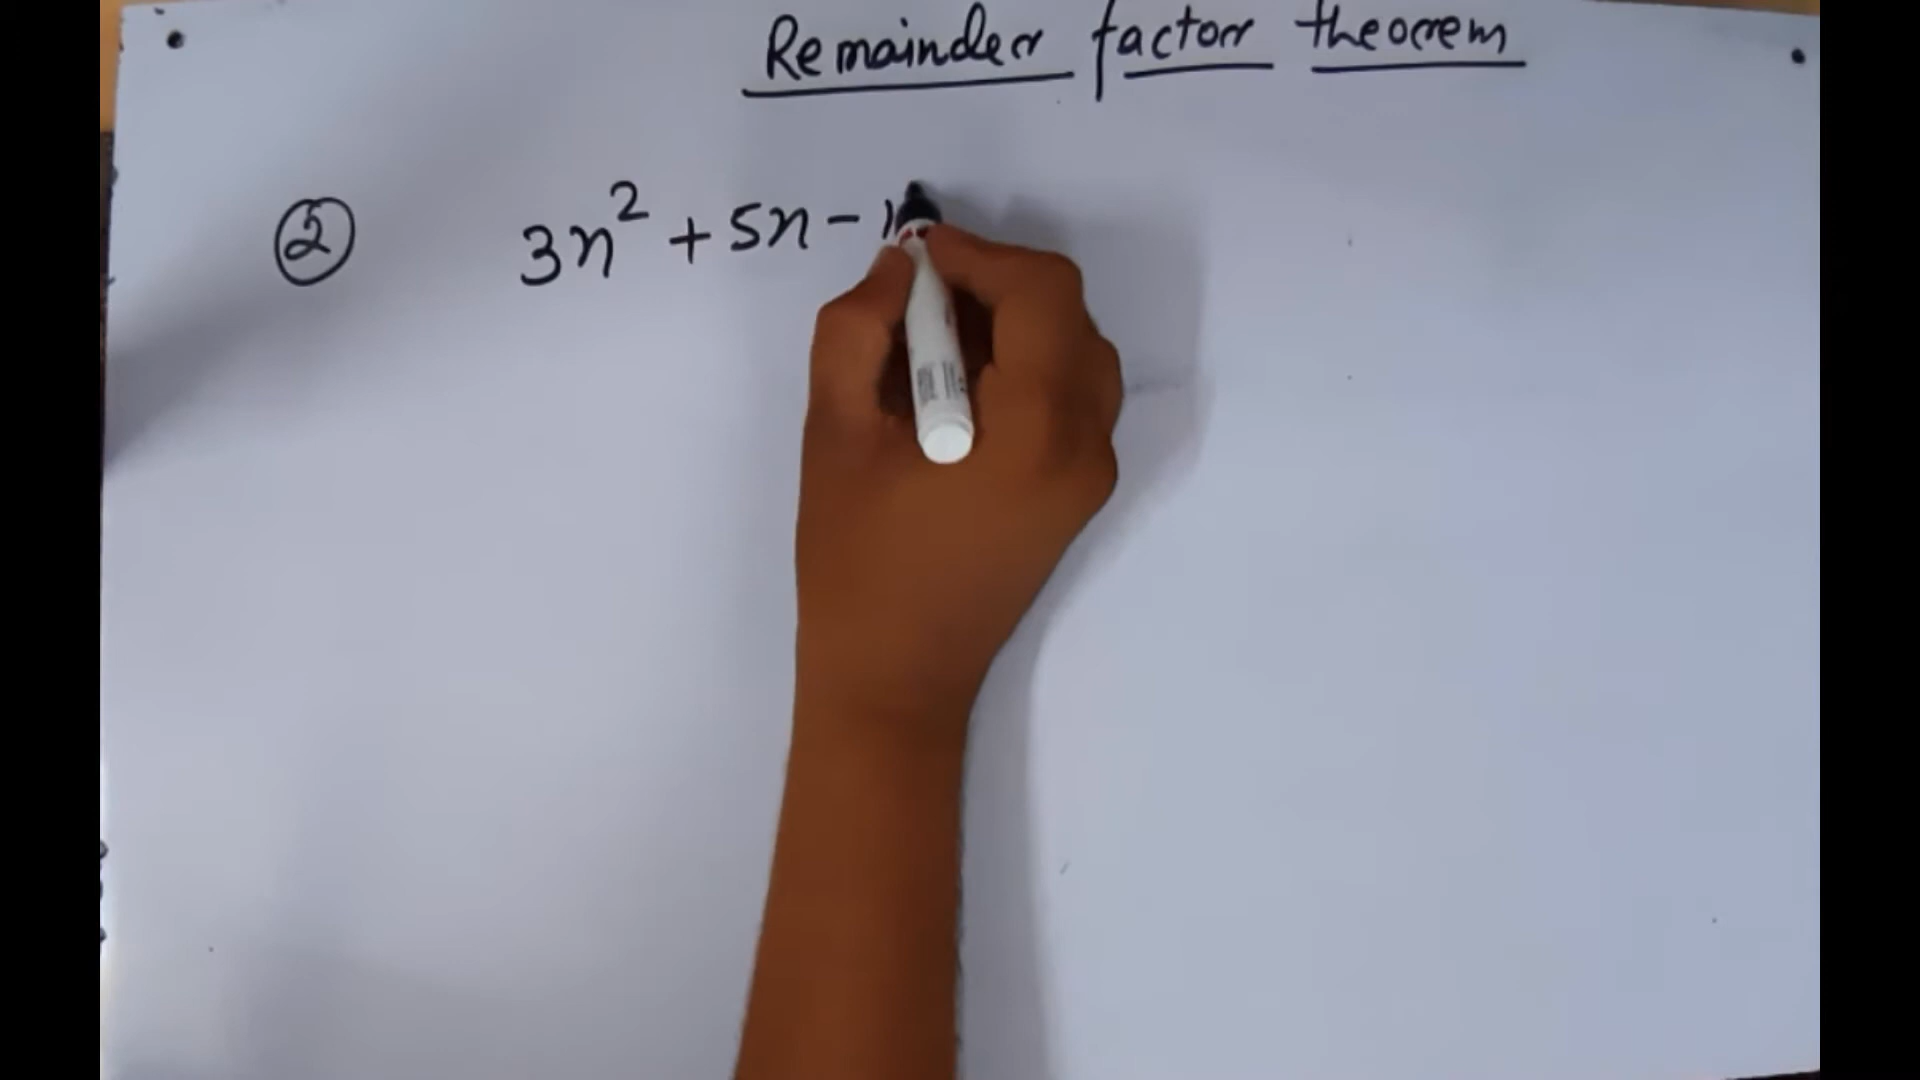 Remainder factor theorem
② 3x² + 5x - 1